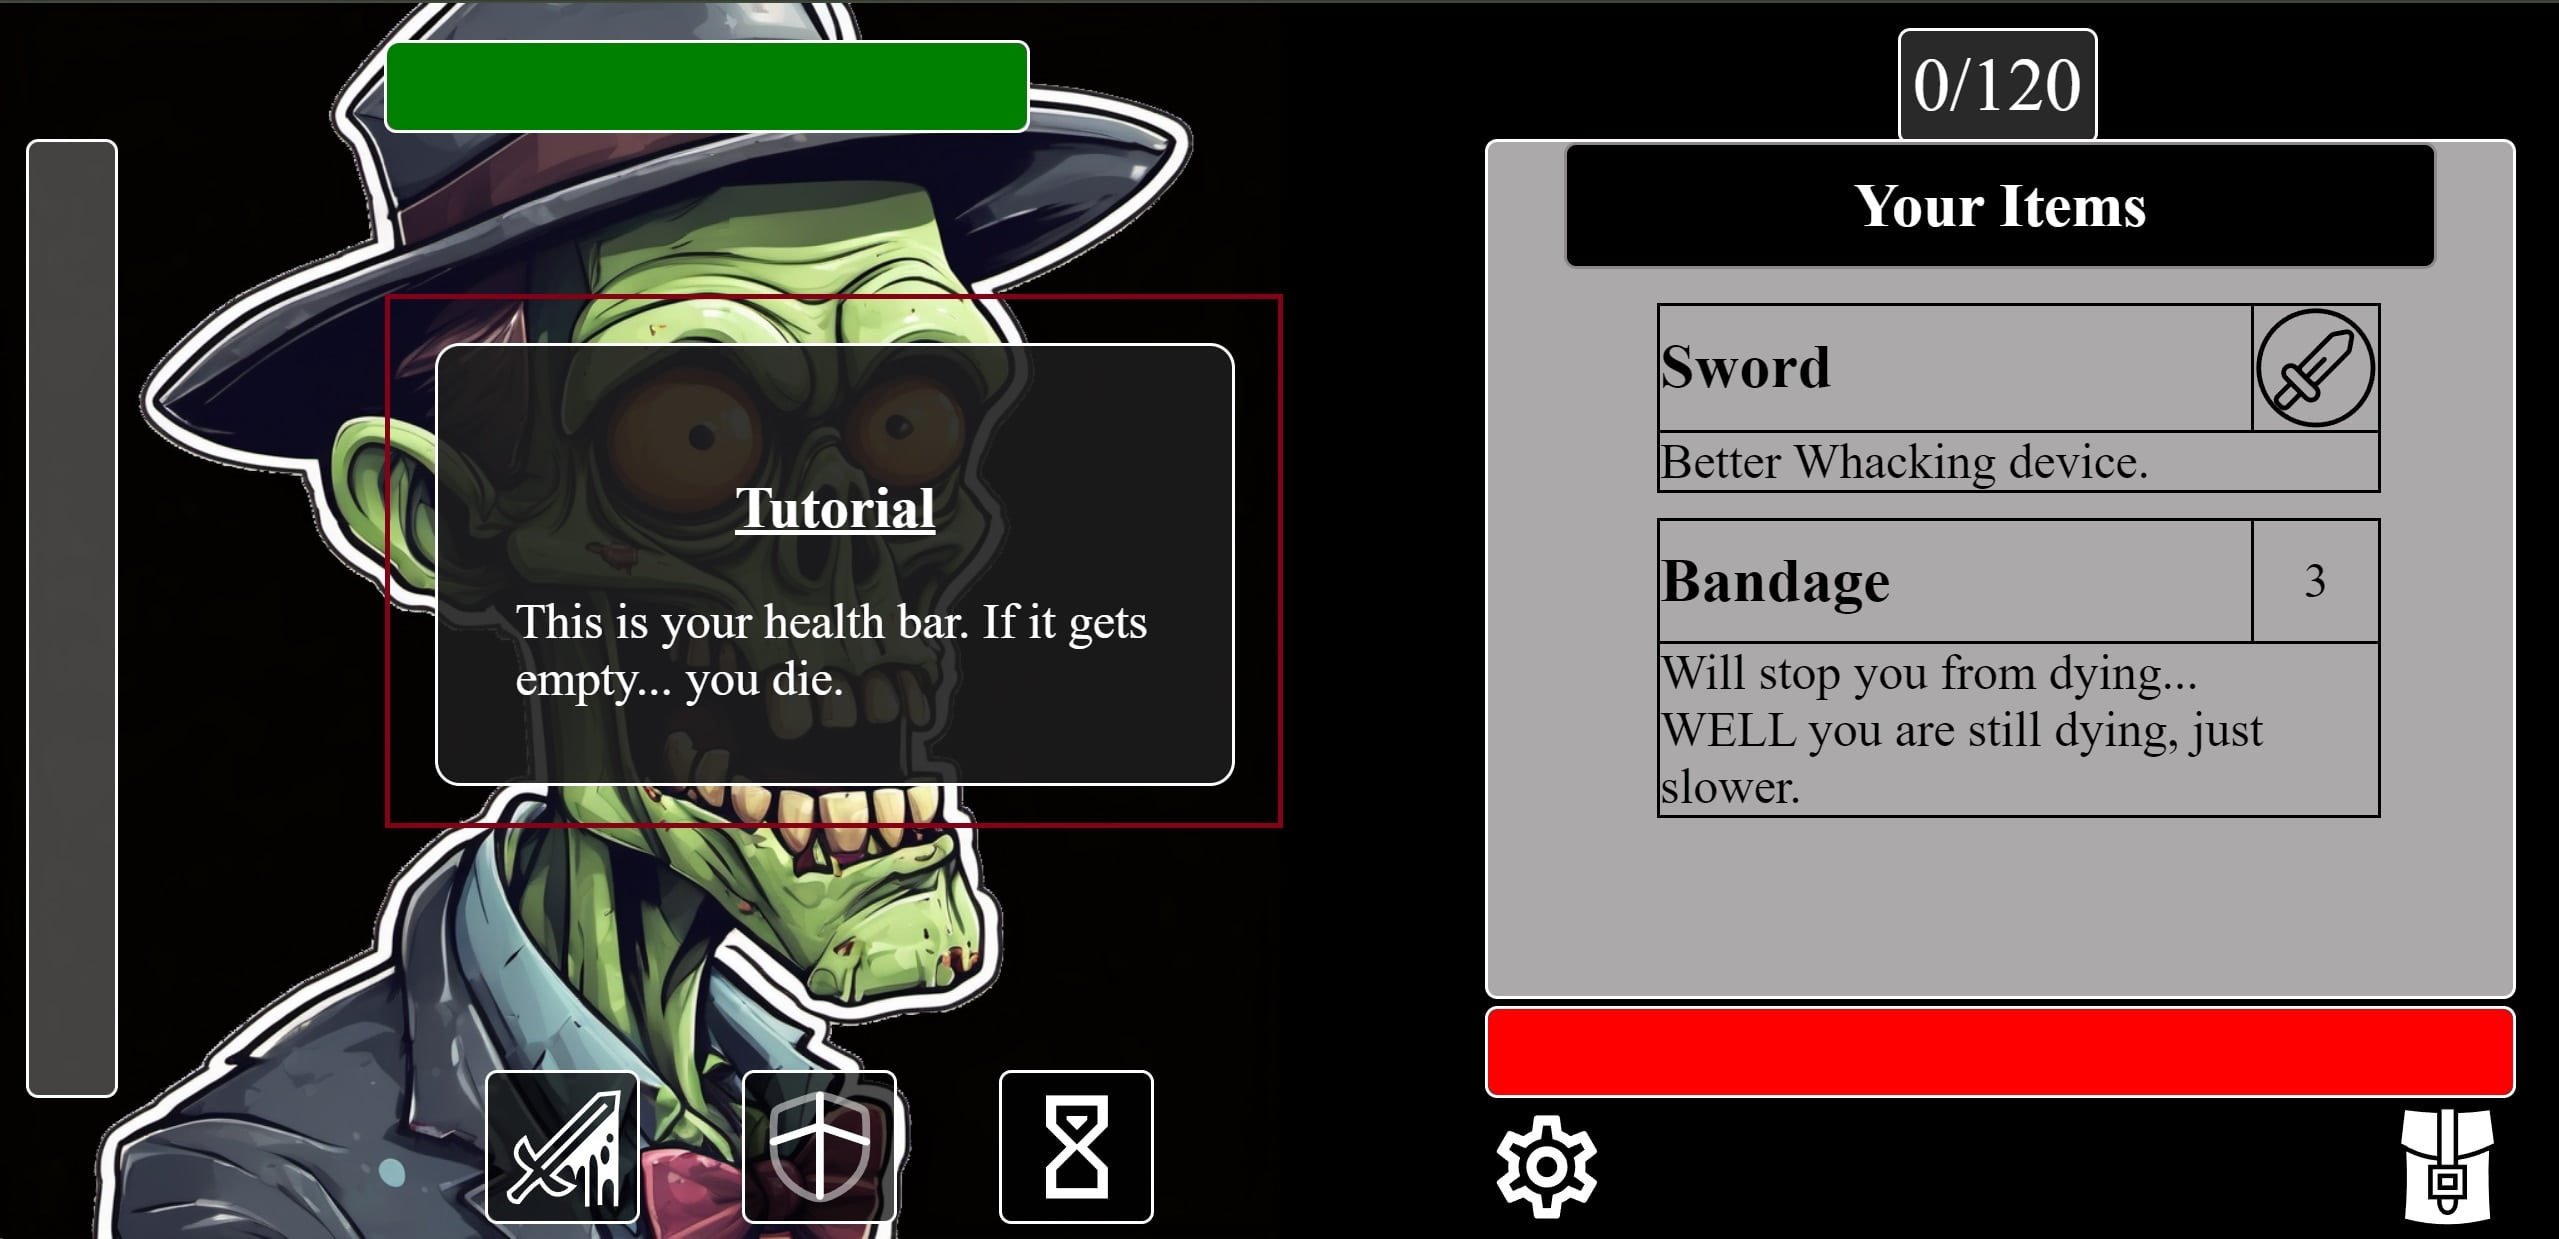 0/120
Your Items
Tutorial
This is your health bar. If it gets
empty... you die.
Sword
Better Whacking device.
Bandage
3
Will stop you from dying...
WELL you are still dying, just
slower.